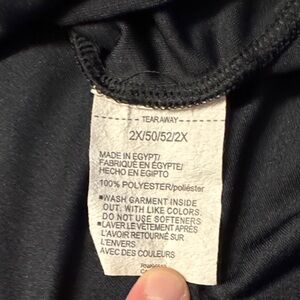 TEAR AWAY
2X/50/52/2X
MADE IN EGYPT/
FABRIQUÉ EN ÉGYPTE/
HECHO EN EGIPTO
100% POLYESTER/poliéster
■WASH GARMENT INSIDE
OUT. WITH LIKE COLORS.
DO NOT USE SOFTENERS
■LAVER LE VÊTEMENT APRÈS
L'AVOIR RETOURNÉ SUR
L'ENVERS
AVEC DES COULEURS